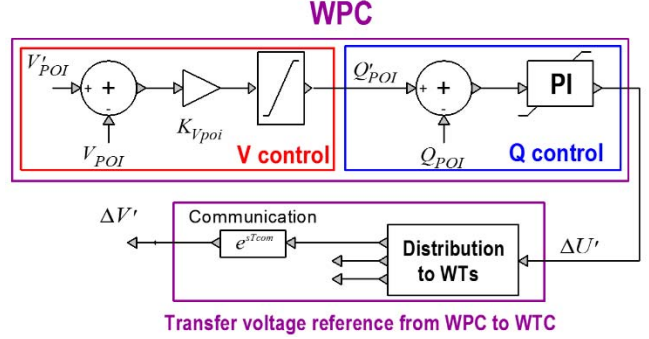 WPC
V'POI
+
+
-
VPOI
KVpoi
V control
Q'POI
+
+
-
QPOI
PI
Q control
ΔV'
Communication
e^sTcom
Distribution
to WTs
ΔU'
Transfer voltage reference from WPC to WTC